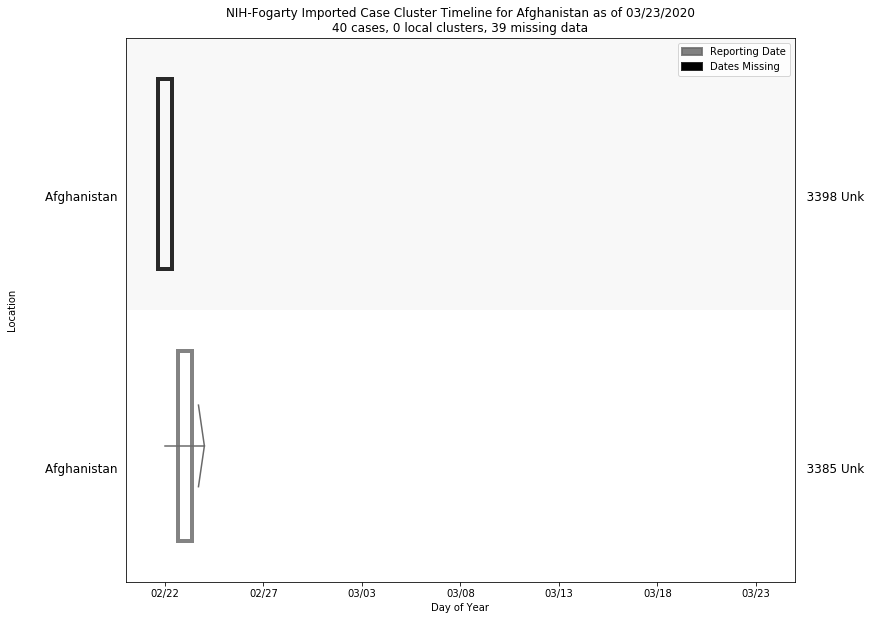 NIH-Fogarty Imported Case Cluster Timeline for Afghanistan as of 03/23/2020
40 cases, 0 local clusters, 39 missing data
Reporting Date
Dates Missing
Afghanistan
3398 Unk
Location
Afghanistan
3385 Unk
02/22
02/27
03/03
03/08
03/13
03/18
03/23
Day of Year